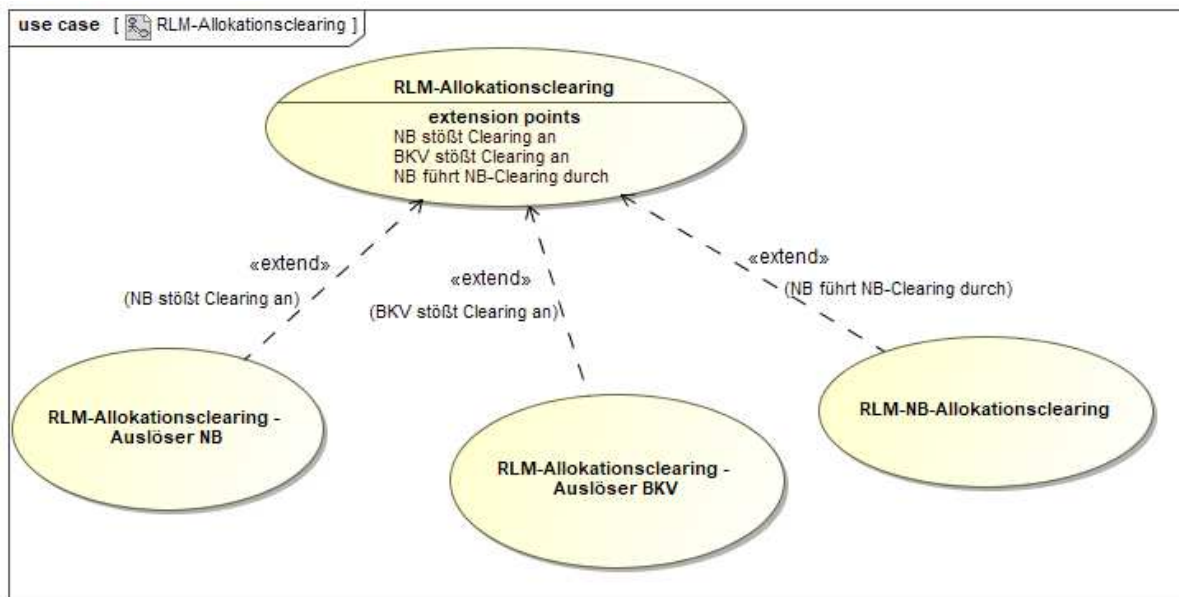 use case [ RLM-Allokationsclearing ]
RLM-Allokationsclearing
extension points
NB stößt Clearing an
BKV stößt Clearing an
NB führt NB-Clearing durch
«extend»
(NB stößt Clearing an)
«extend»
(BKV stößt Clearing an)
«extend»
(NB führt NB-Clearing durch)
RLM-Allokationsclearing -
Auslöser NB
RLM-Allokationsclearing -
Auslöser BKV
RLM-NB-Allokationsclearing